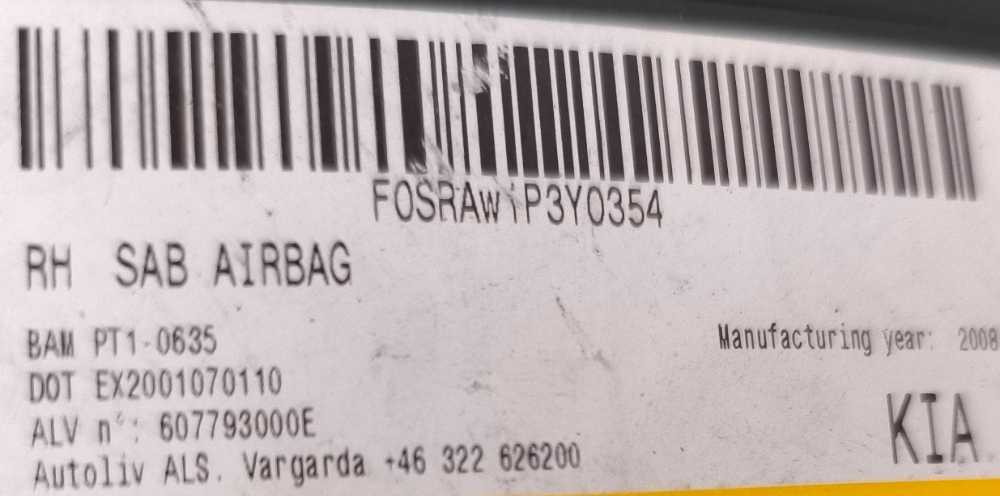 FOSRAwiP3Y0354
RH SAB AIRBAG
BAM PT1-0635
Manufacturing year: 2008
DOT EX2001070110
ALV n°: 607793000E
KIA
Autoliv ALS. Vargarda +46 322 626200